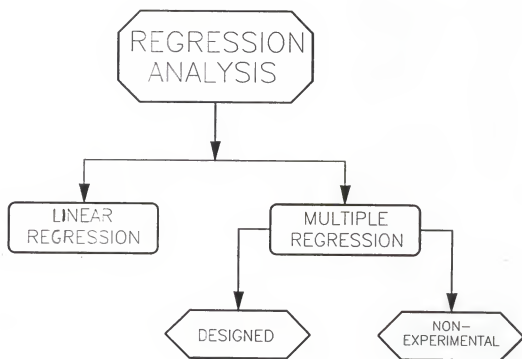 REGRESSION
ANALYSIS
LINEAR
REGRESSION
MULTIPLE
REGRESSION
DESIGNED
NON-
EXPERIMENTAL